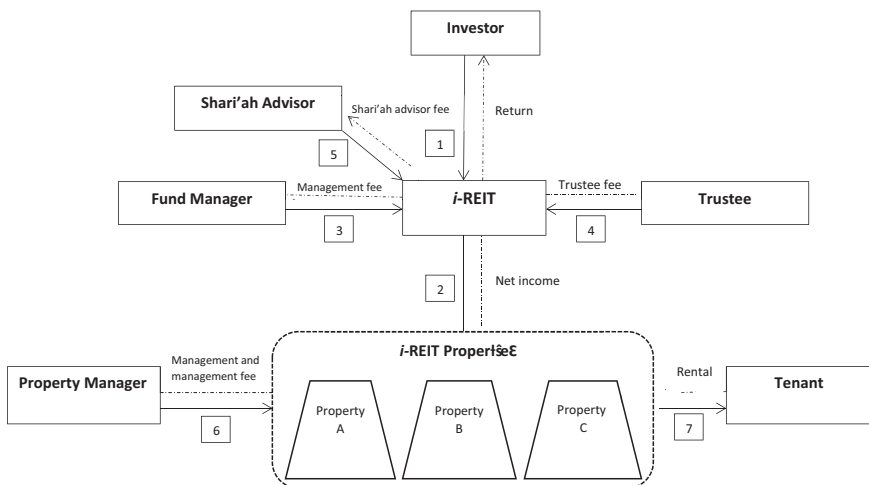 Investor
Shari'ah Advisor
Shari'ah advisor fee
Return
1
5
Fund Manager
Management fee
3
i-REIT
Trustee fee
4
Trustee
2
Net income
i-REIT
Property Manager
Management and
management fee
6
Property
A
Property
B
Property
C
Rental
7
Tenant